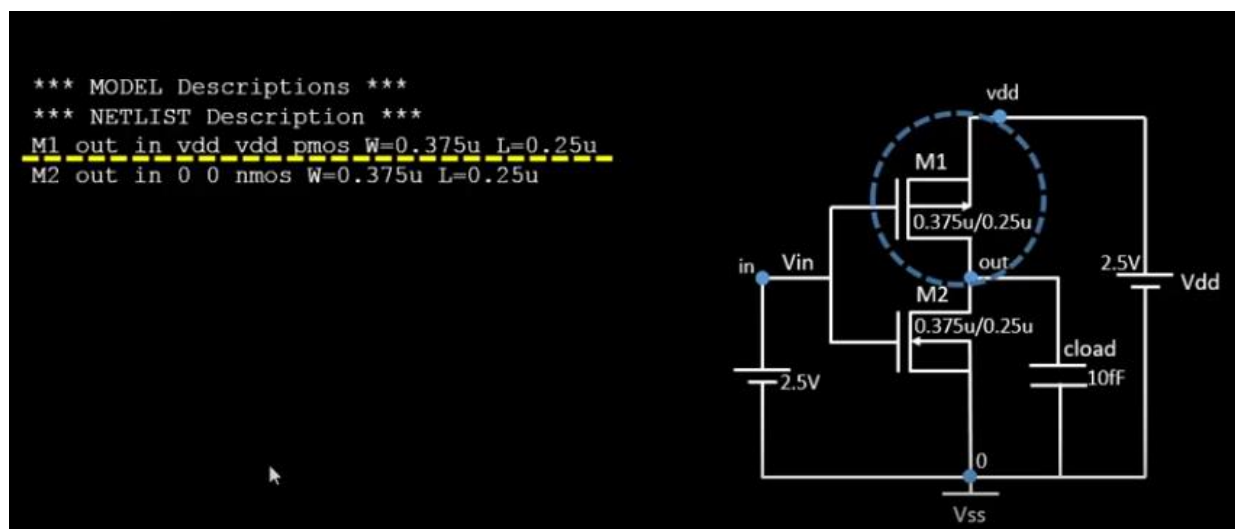 *** MODEL Descriptions ***
*** NETLIST Description ***
M1 out in vdd vdd pmos W=0.375u L=0.25u
M2 out in 0 0 nmos W=0.375u L=0.25u
vdd
M1
0.375u/0.25u
in
Vin
out
2.5V
Vdd
M2
0.375u/0.25u
cload
10fF
2.5V
0
Vss